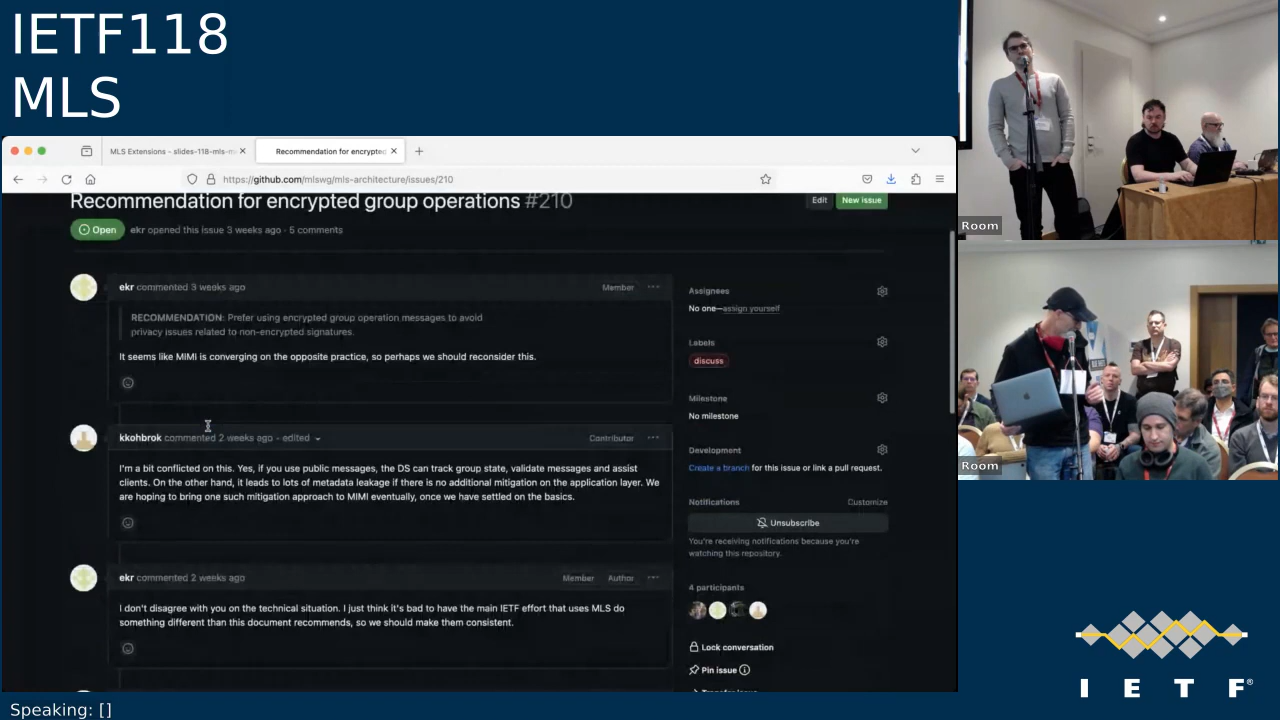 IETF118
MLS
MLS Extensions - slides-118-mls-m
Recommendation for encrypted
https://github.com/mlswg/mls-architecture/issues/210
Recommendation for encrypted group operations #210
Edit
New issue
Open
ekr opened this issue 3 weeks ago · 5 comments
ekr commented 3 weeks ago
Member
RECOMMENDATION: Prefer using encrypted group operation messages to avoid
privacy issues related to non-encrypted signatures.
It seems like MIMI is converging on the opposite practice, so perhaps we should reconsider this.
kkohbrok commented 2 weeks ago · edited
Contributor
I'm a bit conflicted on this. Yes, if you use public messages, the DS can track group state, validate messages and assist
clients. On the other hand, it leads to lots of metadata leakage if there is no additional mitigation on the application layer. We
are hoping to bring one such mitigation approach to MIMI eventually, once we have settled on the basics.
ekr commented 2 weeks ago
Member
Author
I don't disagree with you on the technical situation. I just think it's bad to have the main IETF effort that uses MLS do
something different than this document recommends, so we should make them consistent.
Assignees
No one—assign yourself
Labels
discuss
Milestone
No milestone
Development
Create a branch for this issue or link a pull request.
Notifications
Customize
Unsubscribe
You're receiving notifications because you're
watching this repository.
4 participants
Lock conversation
Pin issue
Room
Room
I E T F®
Speaking: []